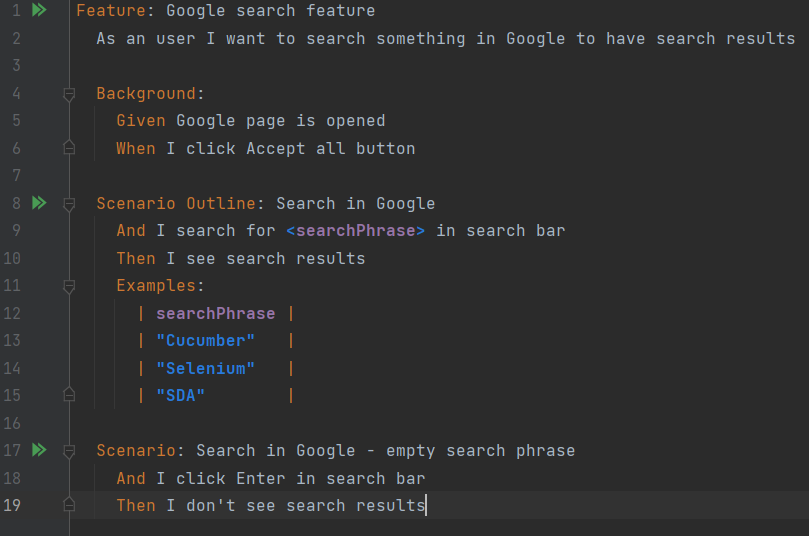 1 Feature: Google search feature
2 As an user I want to search something in Google to have search results
3
4 Background:
5 Given Google page is opened
6 When I click Accept all button
7
8 Scenario Outline: Search in Google
9 And I search for <searchPhrase> in search bar
10 Then I see search results
11 Examples:
12 | searchPhrase |
13 | "Cucumber" |
14 | "Selenium" |
15 | "SDA" |
16
17 Scenario: Search in Google - empty search phrase
18 And I click Enter in search bar
19 Then I don't see search results